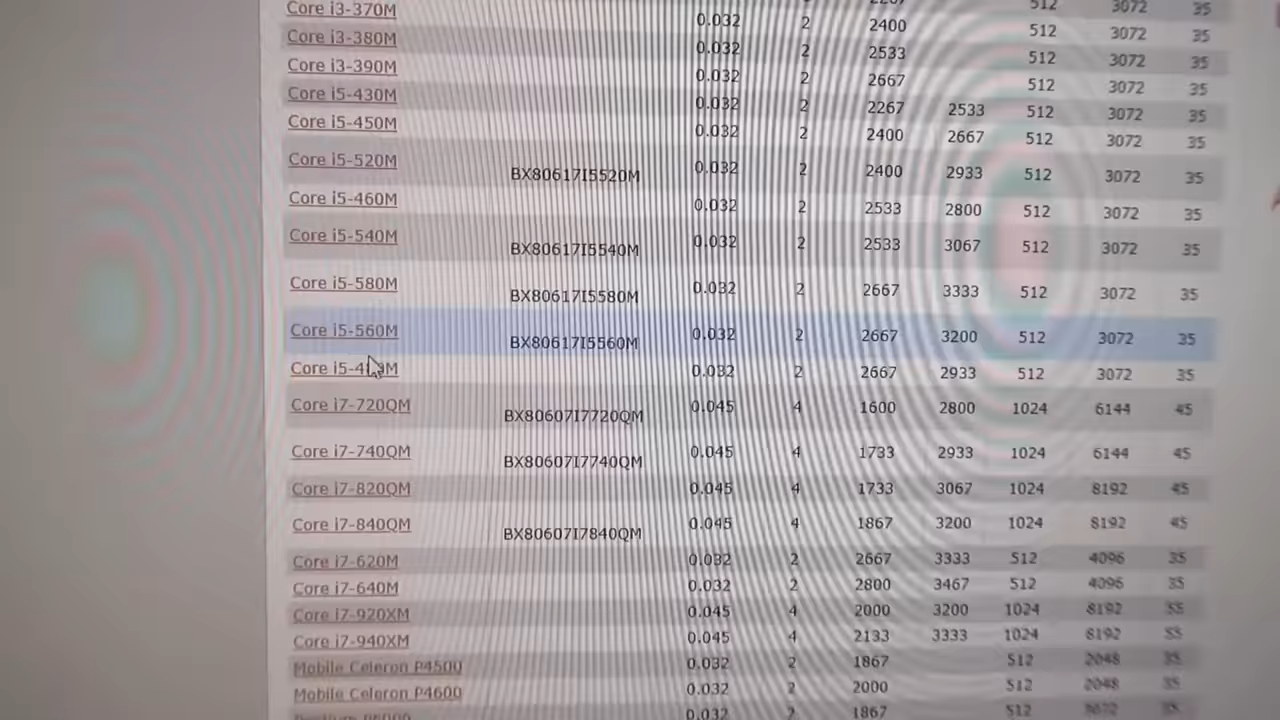 Core i3-370M 0.032 2 512 3072 35
Core i3-380M 0.032 2 2400 512 3072 35
Core i3-390M 0.032 2 2533 512 3072 35
Core i5-430M 0.032 2 2667 512 3072 35
Core i5-450M 0.032 2 2267 2533 512 3072 35
0.032 2 2400 2667 512 3072 35
Core i5-520M BX80617I5520M 0.032 2 2400 2933 512 3072 35
Core i5-460M 0.032 2 2533 2800 512 3072 35
Core i5-540M BX80617I5540M 0.032 2 2533 3067 512 3072 35
Core i5-580M BX80617I5580M 0.032 2 2667 3333 512 3072 35
Core i5-560M BX80617I5560M 0.032 2 2667 3200 512 3072 35
Core 0.032 2 2667 2933 512 3072 35
Core i7-720QM BX80607I7720QM 0.045 4 1600 2800 1024 6144 45
Core i7-740QM BX80607I7740QM 0.045 4 1733 2933 1024 6144 45
Core i7-820QM 0.045 4 1733 3067 1024 8192 45
Core i7-840QM BX80607I7840QM 0.045 4 1867 3200 1024 8192 45
Core i7-620M 0.032 2 2667 3333 512 4096 35
Core i7-640M 0.032 2 2800 3467 512 4096 35
Core i7-920XM 0.045 4 2000 3200 1024 8192 55
Core i7-940XM 0.045 4 2133 3333 1024 8192 55
Mobile Celeron P4500 0.032 2 1867 512 2048 35
Mobile Celeron P4600 0.032 2 2000 512 2048 35
0.032 2 1867 512 35